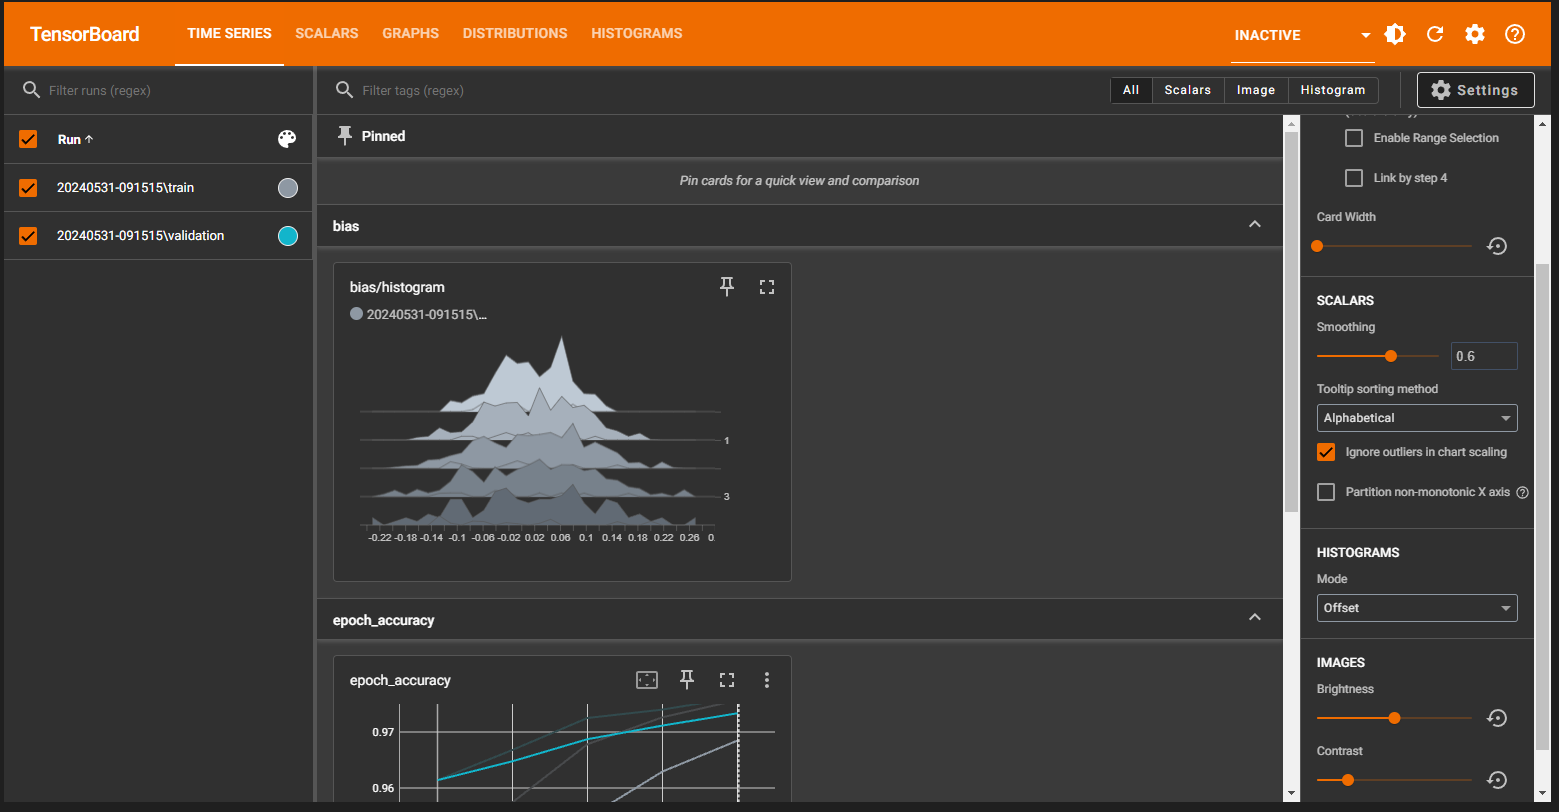 TensorBoard
TIME SERIES
SCALARS
GRAPHS
DISTRIBUTIONS
HISTOGRAMS
INACTIVE
Filter runs (regex)
Filter tags (regex)
All
Scalars
Image
Histogram
Settings
Run
20240531-091515\train
20240531-091515\validation
Pinned
Pin cards for a quick view and comparison
bias
bias/histogram
20240531-091515\...
1
3
-0.22 -0.18 -0.14 -0.1 -0.06 -0.02 0.02 0.06 0.1 0.14 0.18 0.22 0.26 0.
epoch_accuracy
epoch_accuracy
0.97
0.96
Enable Range Selection
Link by step 4
Card Width
SCALARS
Smoothing
0.6
Tooltip sorting method
Alphabetical
Ignore outliers in chart scaling
Partition non-monotonic X axis
HISTOGRAMS
Mode
Offset
IMAGES
Brightness
Contrast